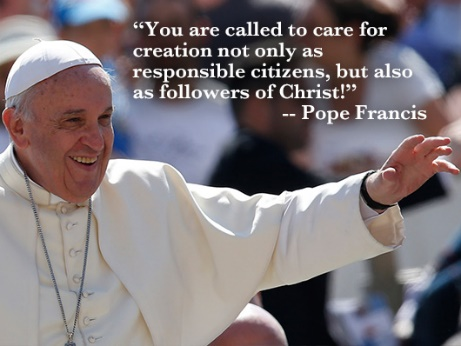 “You are called to care for
creation not only as
responsible citizens, but also
as followers of Christ!”
-- Pope Francis